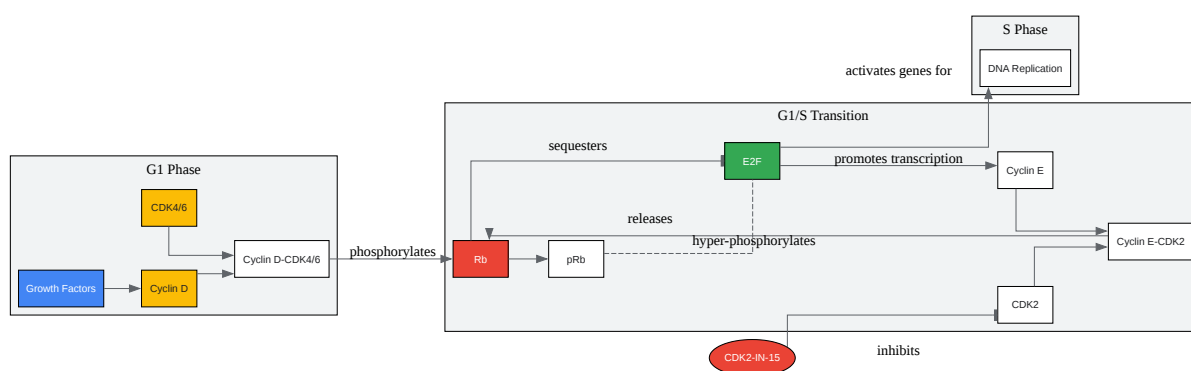 S Phase
DNA Replication
activates genes for
G1/S Transition
sequesters
E2F
promotes transcription
Cyclin E
G1 Phase
CDK4/6
releases
phosphorylates
hyper-phosphorylates
Cyclin E-CDK2
Cyclin D-CDK4/6
Rb
pRb
Growth Factors
Cyclin D
CDK2
inhibits
CDK2-IN-15